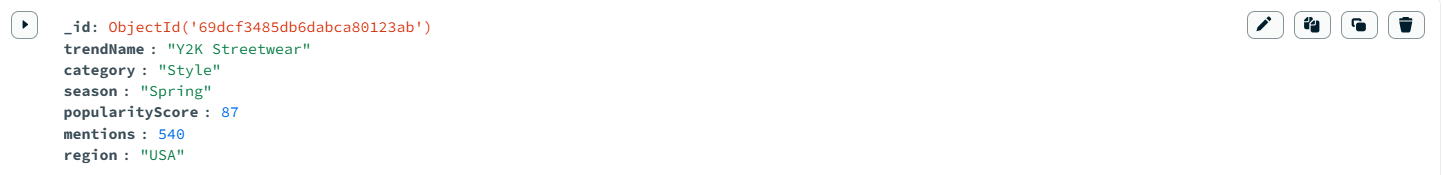 _id: ObjectId('69dcf3485db6dabca80123ab')
trendName : "Y2K Streetwear"
category : "Style"
season : "Spring"
popularityScore : 87
mentions : 540
region : "USA"